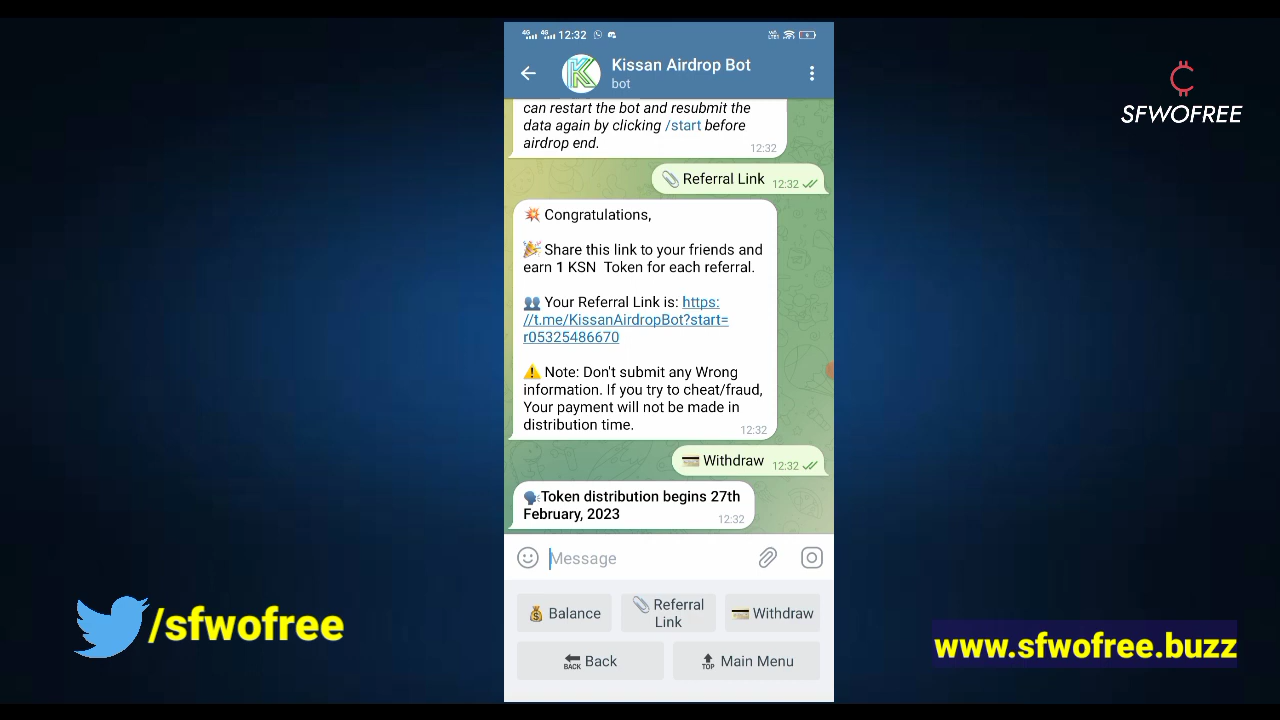 4G 4G 12:32
Kissan Airdrop Bot
bot
SFWOFREE
can restart the bot and resubmit the
data again by clicking /start before
airdrop end.
12:32
Referral Link 12:32
Congratulations,
Share this link to your friends and
earn 1 KSN Token for each referral.
Your Referral Link is: https:
//t.me/KissanAirdropBot?start=
r05325486670
Note: Don't submit any Wrong
information. If you try to cheat/fraud,
Your payment will not be made in
distribution time.
12:32
Withdraw 12:32
Token distribution begins 27th
February, 2023
12:32
Message
Balance
Referral
Link
Withdraw
BACK Back
TOP Main Menu
/sfwofree
www.sfwofree.buzz